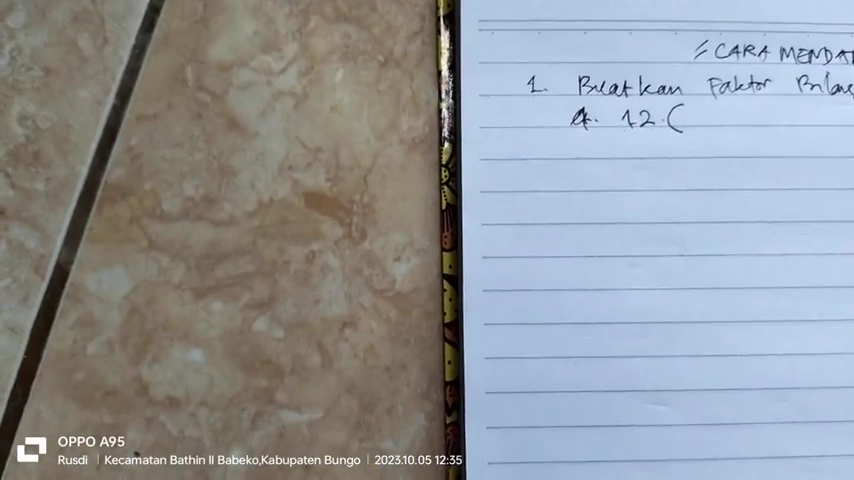 = CARA MENDA
1. Buatkan Faktor Bilang
a. 12 (
OPPO A95
Rusdi | Kecamatan Bathin II Babeko,Kabupaten Bungo | 2023.10.05 12:35